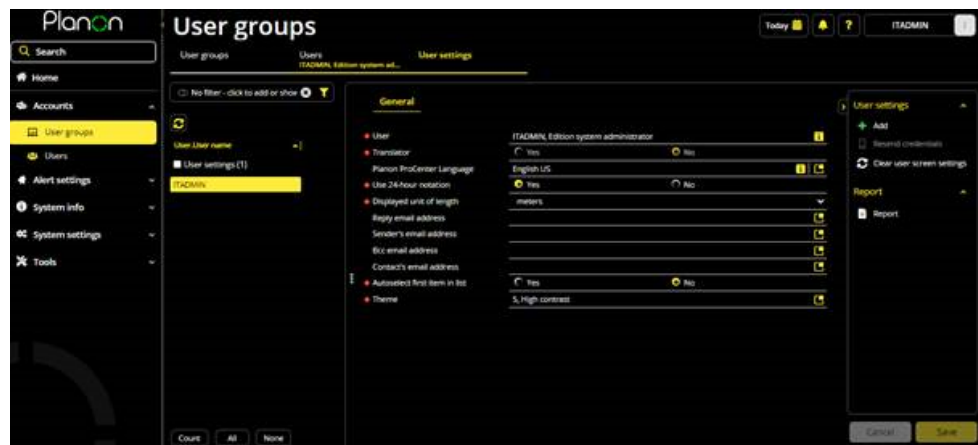 Planon
User groups
Today
?
ITADMIN
Search
User groups
Users
ITADMIN, Edition system ad...
User settings
Home
Accounts
User groups
Users
Alert settings
System info
System settings
Tools
No filter - click to add or show
User.User name
User settings (1)
ITADMIN
General
User
ITADMIN, Edition system administrator
Translator
Yes
No
Planon ProCenter Language
English US
Use 24-hour notation
Yes
No
Displayed unit of length
meters
Reply email address
Sender's email address
Bcc email address
Contact's email address
Autoselect first item in list
Yes
No
Theme
5, High contrast
User settings
Add
Resend credentials
Clear user screen settings
Report
Report
Count
All
None
Cancel
Save